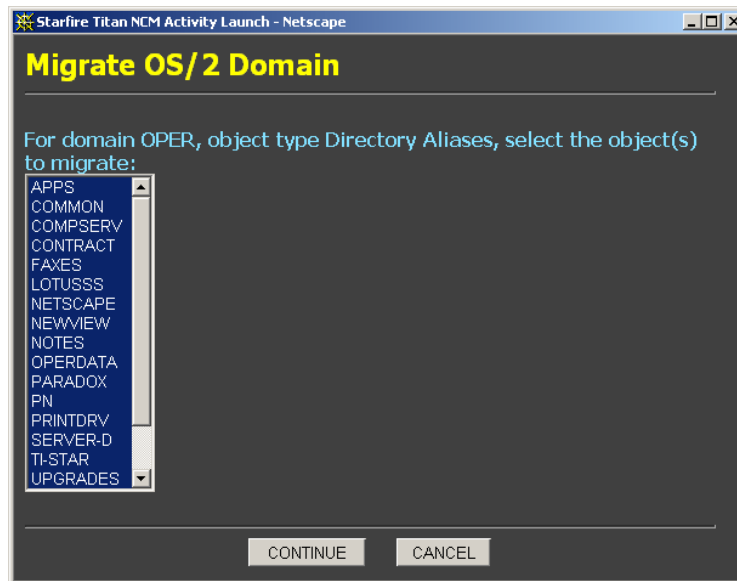 Starfire Titan NCM Activity Launch - Netscape
Migrate OS/2 Domain
For domain OPER, object type Directory Aliases, select the object(s)
to migrate:
APPS
COMMON
COMPSERV
CONTRACT
FAXES
LOTUSSS
NETSCAPE
NEWVIEW
NOTES
OPERDATA
PARADOX
PN
PRINTDRV
SERVER-D
TI-STAR
UPGRADES
CONTINUE CANCEL